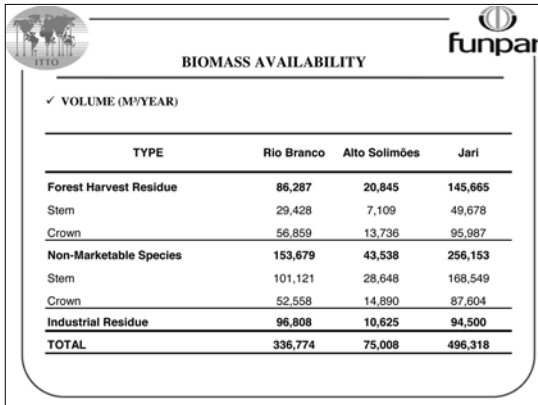 ITTO
funpar
BIOMASS AVAILABILITY
✓ VOLUME (M³/YEAR)
TYPE Rio Branco Alto Solimões Jari
Forest Harvest Residue 86,287 20,845 145,665
Stem 29,428 7,109 49,678
Crown 56,859 13,736 95,987
Non-Marketable Species 153,679 43,538 256,153
Stem 101,121 28,648 168,549
Crown 52,558 14,890 87,604
Industrial Residue 96,808 10,625 94,500
TOTAL 336,774 75,008 496,318